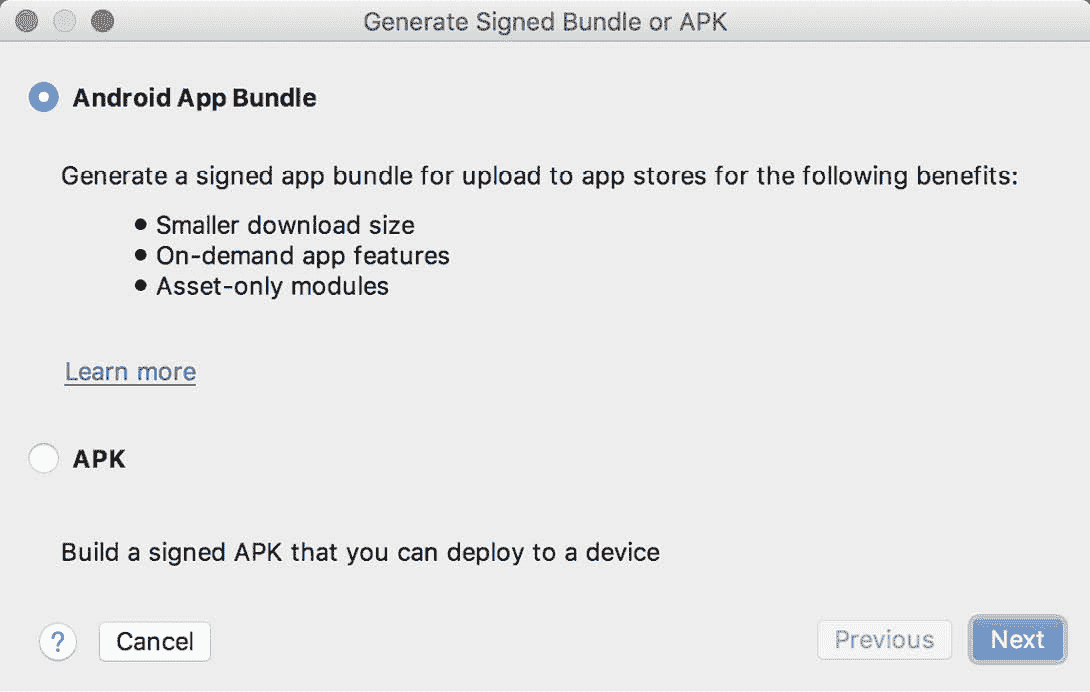 Generate Signed Bundle or APK
Android App Bundle
Generate a signed app bundle for upload to app stores for the following benefits:
• Smaller download size
• On-demand app features
• Asset-only modules
Learn more
APK
Build a signed APK that you can deploy to a device
? Cancel Previous Next